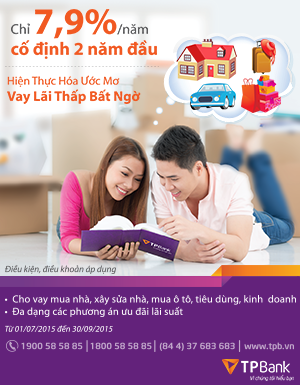 Chỉ 7,9%/năm
cố định 2 năm đầu
Hiện Thực Hóa Ước Mơ
Vay Lãi Thấp Bất Ngờ
TPBank
Điều kiện, điều khoản áp dụng
• Cho vay mua nhà, xây sửa nhà, mua ô tô, tiêu dùng, kinh doanh
• Đa dạng các phương án ưu đãi lãi suất
Từ 01/07/2015 đến 30/09/2015
1900 58 58 85 | 1800 58 58 85 | (84 4) 37 683 683 | www.tpb.vn
TPBank
Vì chúng tôi hiểu bạn